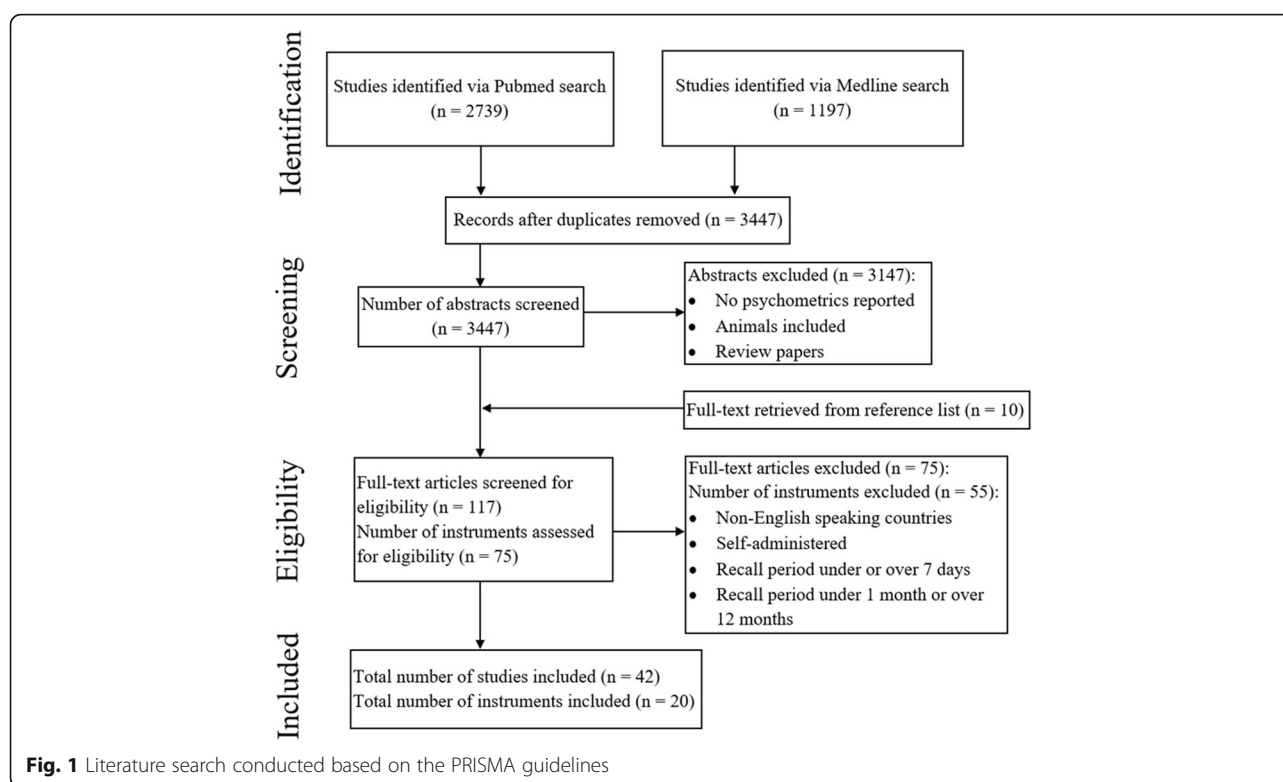 Identification
Studies identified via Pubmed search
(n = 2739)
Studies identified via Medline search
(n = 1197)
Records after duplicates removed (n = 3447)
Screening
Number of abstracts screened
(n = 3447)
Abstracts excluded (n = 3147):
• No psychometrics reported
• Animals included
• Review papers
Full-text retrieved from reference list (n = 10)
Eligibility
Full-text articles screened for
eligibility (n = 117)
Number of instruments assessed
for eligibility (n = 75)
Full-text articles excluded (n = 75):
Number of instruments excluded (n = 55):
• Non-English speaking countries
• Self-administered
• Recall period under or over 7 days
• Recall period under 1 month or over
12 months
Included
Total number of studies included (n = 42)
Total number of instruments included (n = 20)
Fig. 1 Literature search conducted based on the PRISMA guidelines